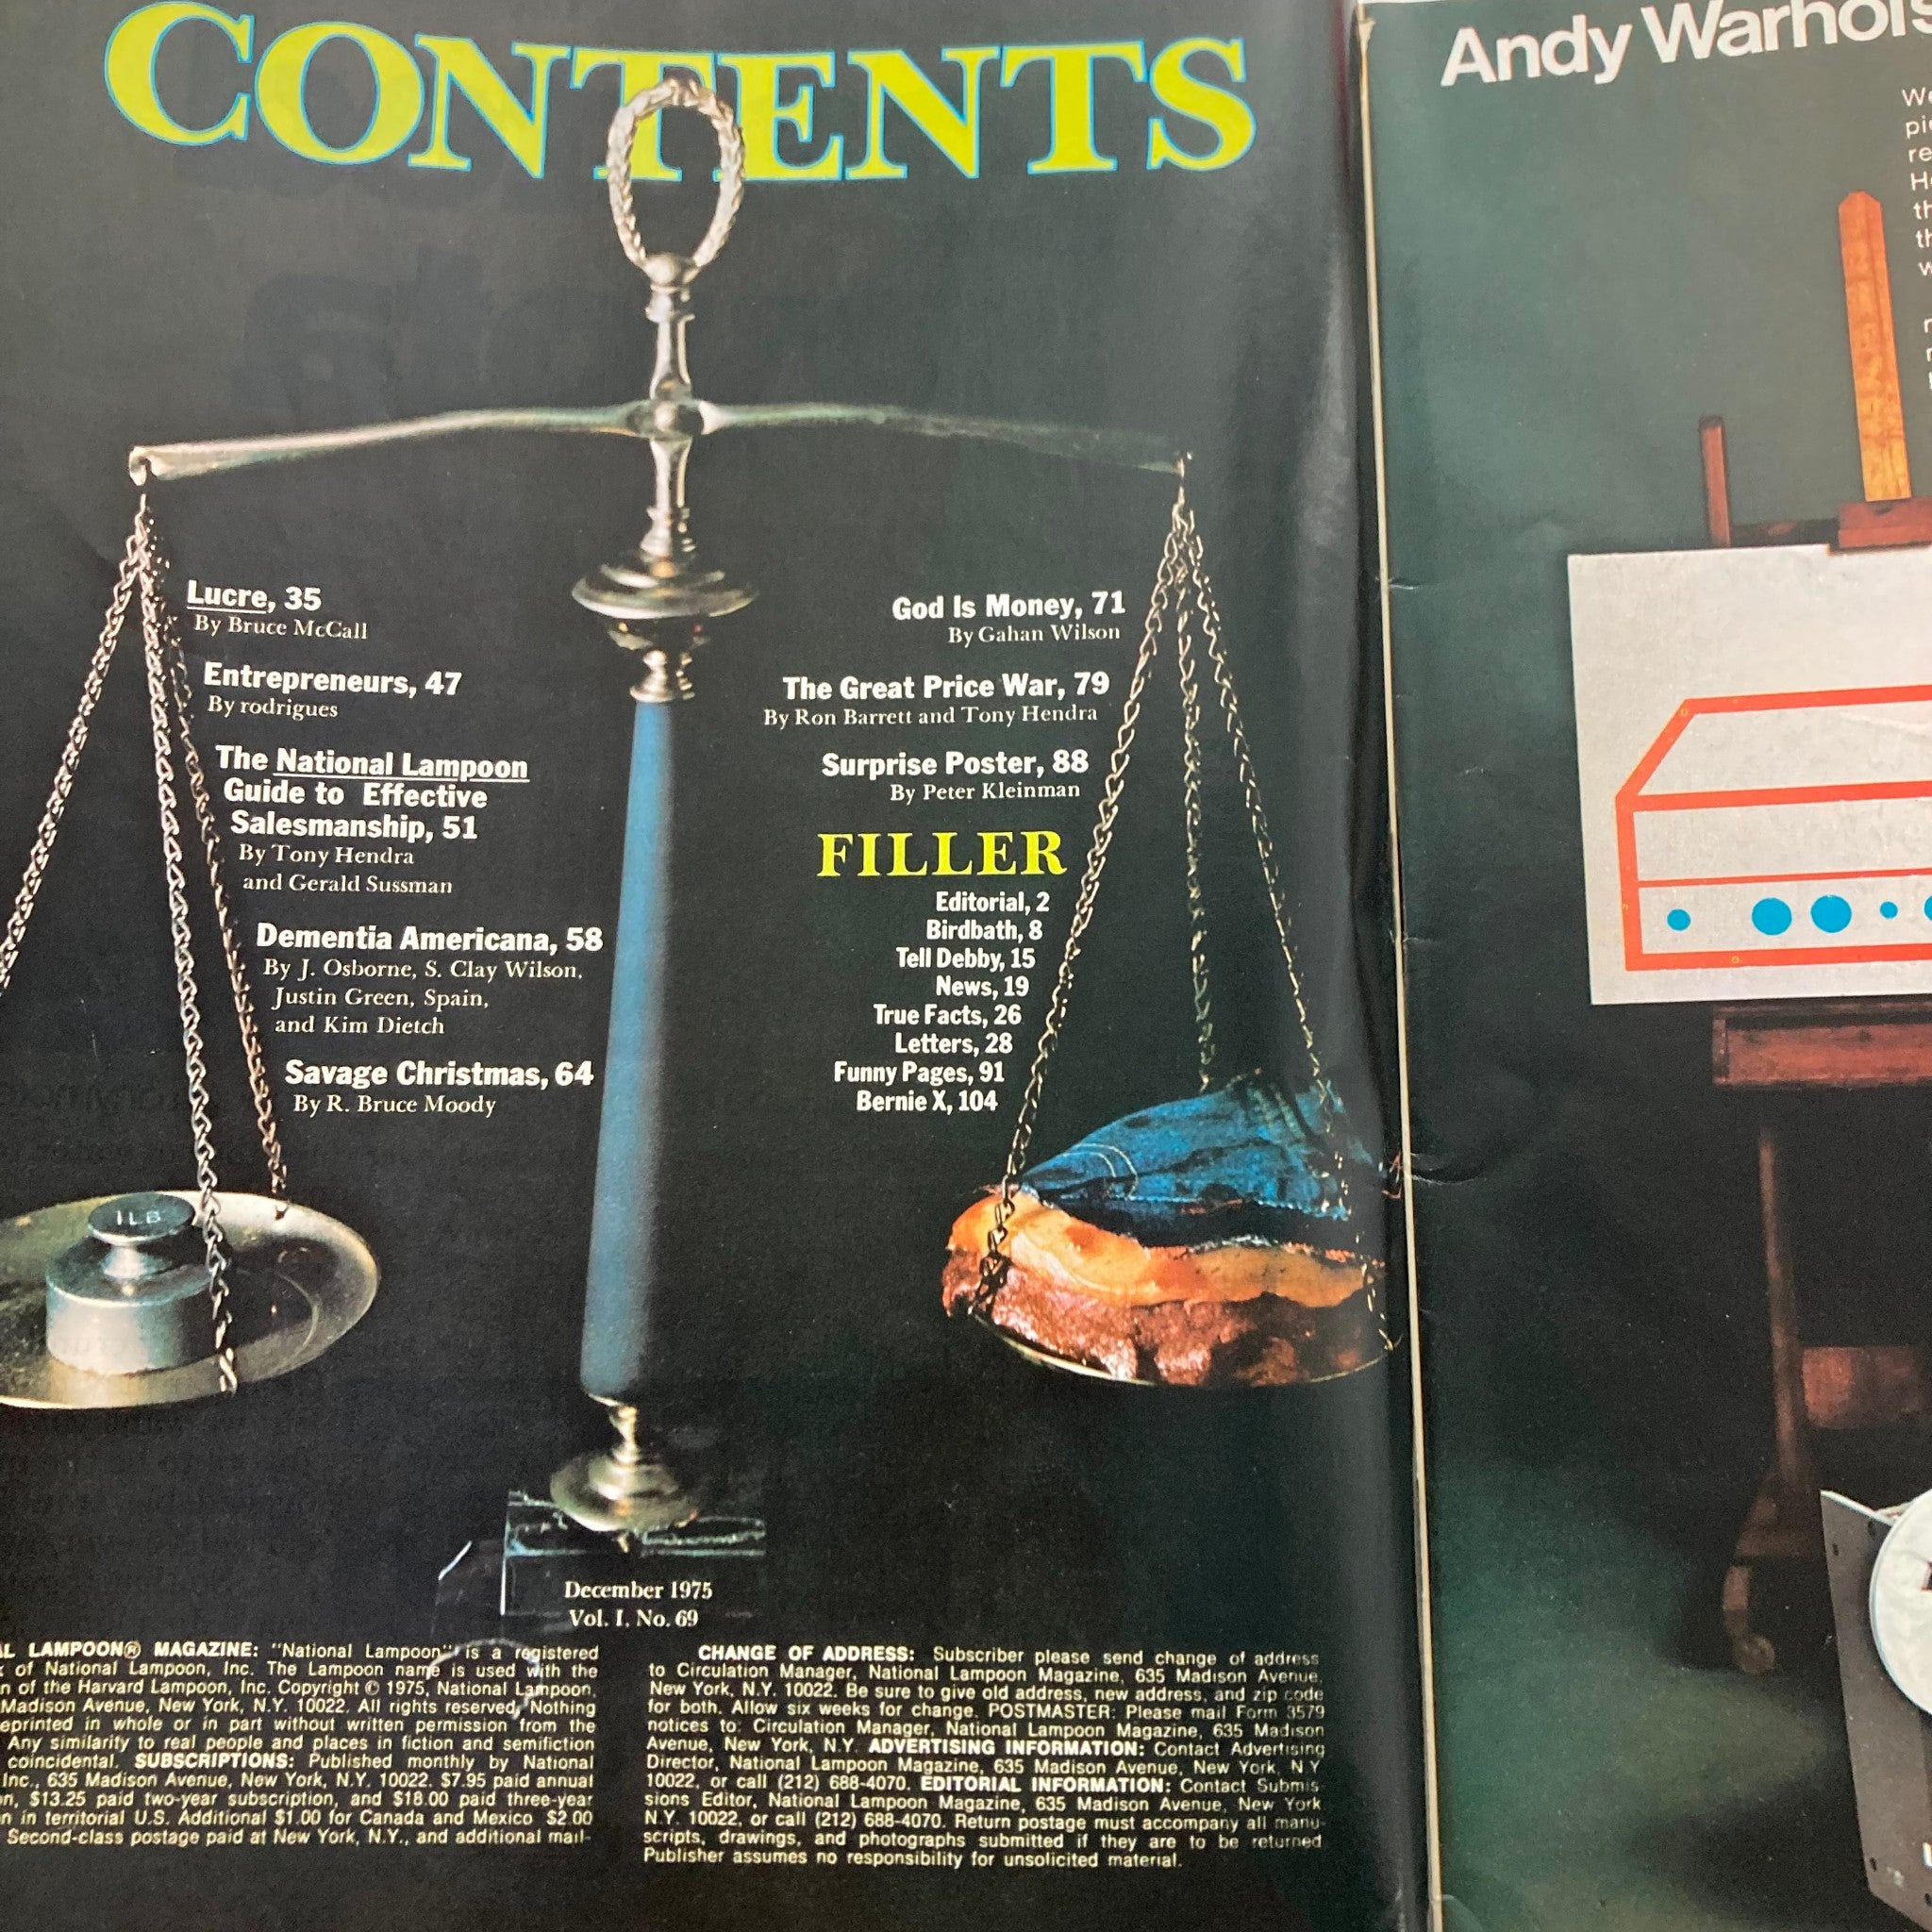 CONTENTS
Lucre, 35
By Bruce McCall
Entrepreneurs, 47
By rodrigues
The National Lampoon
Guide to Effective
Salesmanship, 51
By Tony Hendra
and Gerald Sussman
Dementia Americana, 58
By J. Osborne, S. Clay Wilson,
Justin Green, Spain,
and Kim Dietch
Savage Christmas, 64
By R. Bruce Moody
God Is Money, 71
By Gahan Wilson
The Great Price War, 79
By Ron Barrett and Tony Hendra
Surprise Poster, 88
By Peter Kleinman
FILLER
Editorial, 2
Birdbath, 8
Tell Debby, 15
News, 19
True Facts, 26
Letters, 28
Funny Pages, 91
Bernie X, 104
1 LB
December 1975
Vol. I, No. 69
LAMPOON® MAGAZINE: "National Lampoon" is a registered
of National Lampoon, Inc. The Lampoon name is used with the
of the Harvard Lampoon, Inc. Copyright © 1975, National Lampoon,
Madison Avenue, New York, N.Y. 10022. All rights reserved. Nothing
eprinted in whole or in part without written permission from the
Any similarity to real people and places in fiction and semifiction
coincidental. SUBSCRIPTIONS: Published monthly by National
Inc., 635 Madison Avenue, New York, N.Y. 10022. $7.95 paid annual
$13.25 paid two-year subscription, and $18.00 paid three-year
in territorial U.S. Additional $1.00 for Canada and Mexico $2.00
Second-class postage paid at New York, N.Y., and additional mail-
CHANGE OF ADDRESS: Subscriber please send change of address
to Circulation Manager, National Lampoon Magazine, 635 Madison Avenue,
New York, N.Y. 10022. Be sure to give old address, new address, and zip code
for both. Allow six weeks for change. POSTMASTER: Please mail Form 3579
notices to: Circulation Manager, National Lampoon Magazine, 635 Madison
Avenue, New York, N.Y. ADVERTISING INFORMATION: Contact Advertising
Director, National Lampoon Magazine, 635 Madison Avenue, New York, N.Y
10022, or call (212) 688-4070. EDITORIAL INFORMATION: Contact Submis-
sions Editor, National Lampoon Magazine, 635 Madison Avenue, New York
N.Y. 10022, or call (212) 688-4070. Return postage must accompany all manu-
scripts, drawings, and photographs submitted if they are to be returned
Publisher assumes no responsibility for unsolicited material.
Andy Warhols